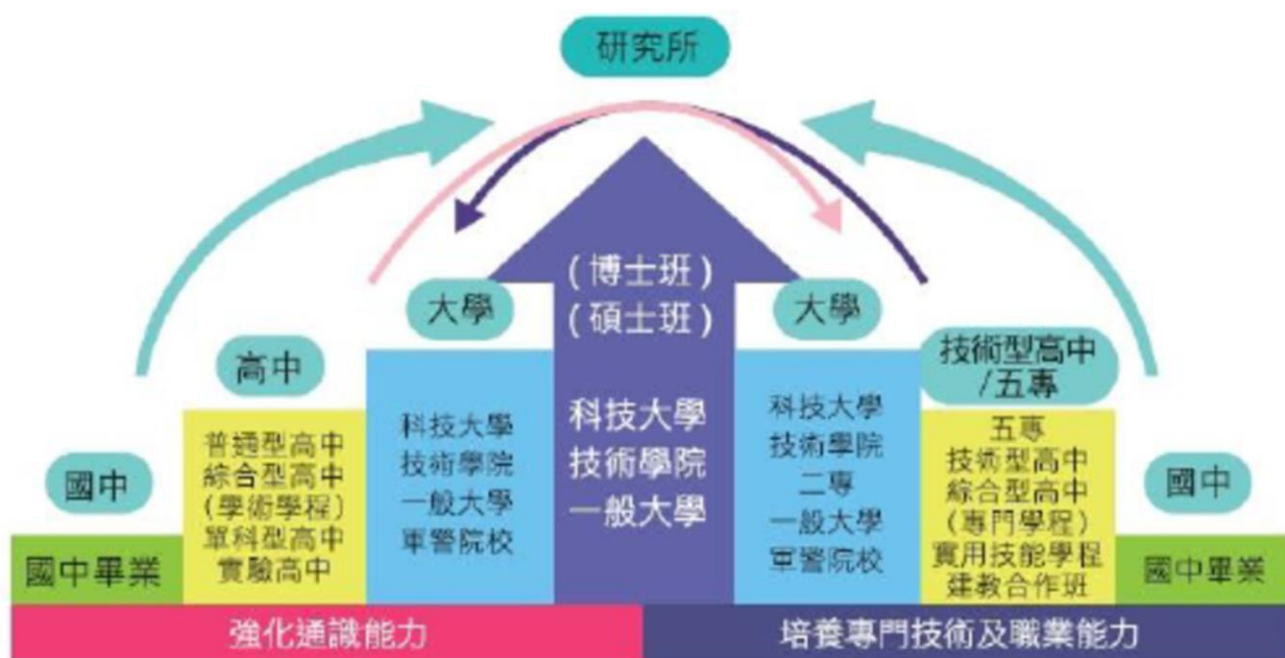 研究所
大學
高中
國中
國中畢業
普通型高中
綜合型高中
(學術學程)
單科型高中
實驗高中
科技大學
技術學院
一般大學
軍警院校
(博士班)
(碩士班)
科技大學
技術學院
一般大學
大學
科技大學
技術學院
二專
一般大學
軍警院校
技術型高中
/五專
五專
技術型高中
綜合型高中
(專門學程)
實用技能學程
建教合作班
國中
國中畢業
強化通識能力
培養專門技術及職業能力